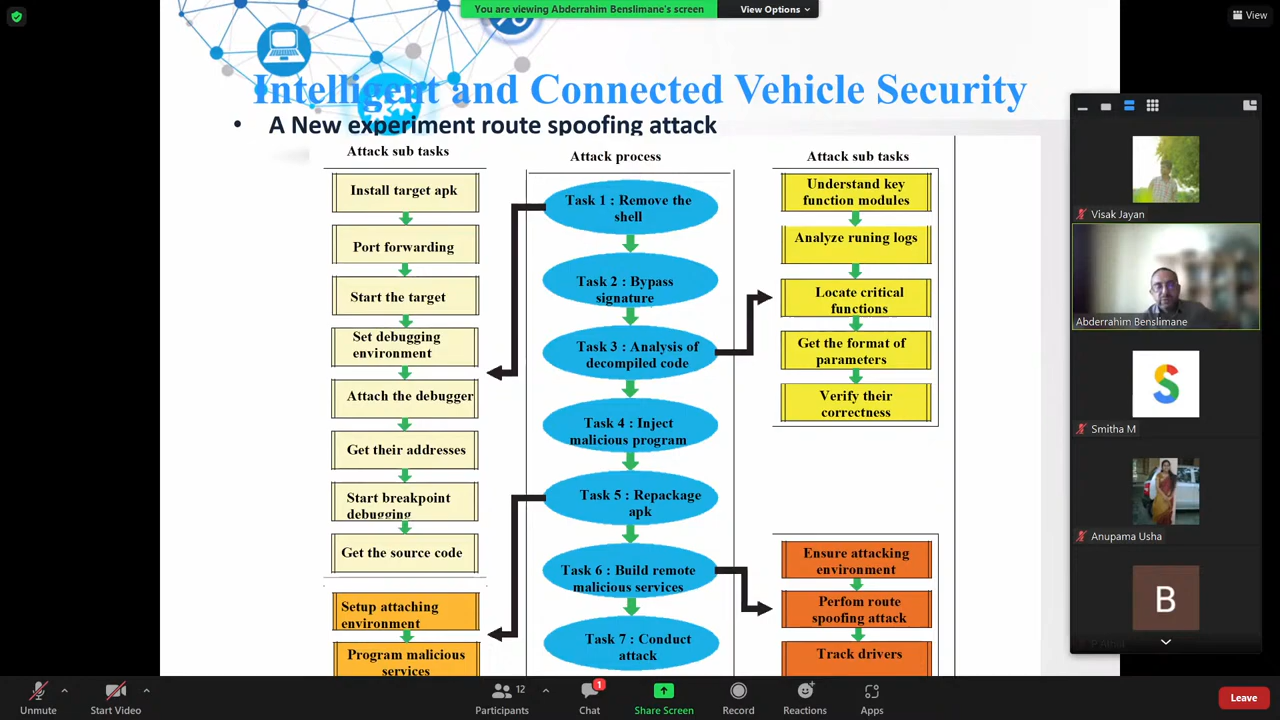 You are viewing Abderrahim Benslimane's screen
View Options
View
Intelligent and Connected Vehicle Security
• A New experiment route spoofing attack
Attack sub tasks
Install target apk
Port forwarding
Start the target
Set debugging
environment
Attach the debugger
Get their addresses
Start breakpoint
debugging
Get the source code
Setup attaching
environment
Program malicious
services
Attack process
Task 1 : Remove the
shell
Task 2 : Bypass
signature
Task 3 : Analysis of
decompiled code
Task 4 : Inject
malicious program
Task 5 : Repackage
apk
Task 6 : Build remote
malicious services
Task 7 : Conduct
attack
Attack sub tasks
Understand key
function modules
Analyze runing logs
Locate critical
functions
Get the format of
parameters
Verify their
correctness
Ensure attacking
environment
Perfom route
spoofing attack
Track drivers
Visak Jayan
Abderrahim Benslimane
S
Smitha M
Anupama Usha
B
Unmute
Start Video
12
Participants
1
Chat
Share Screen
Record
Reactions
Apps
Leave